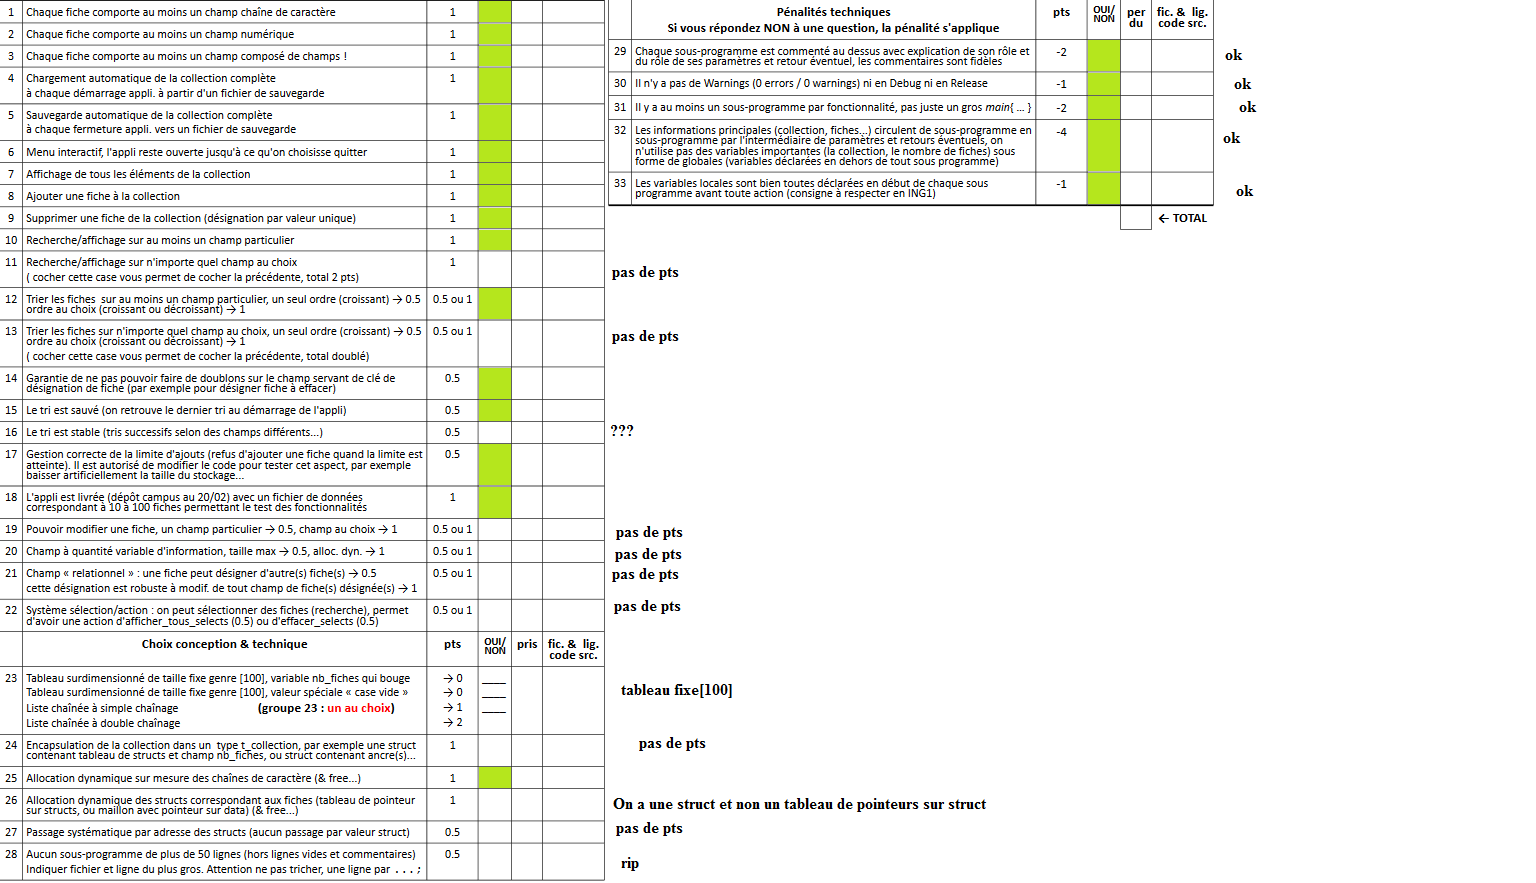 1 Chaque fiche comporte au moins un champ chaîne de caractère 1
2 Chaque fiche comporte au moins un champ numérique 1
3 Chaque fiche comporte au moins un champ composé de champs ! 1
4 Chargement automatique de la collection complète 1
à chaque démarrage appli. à partir d'un fichier de sauvegarde
5 Sauvegarde automatique de la collection complète 1
à chaque fermeture appli. vers un fichier de sauvegarde
6 Menu interactif, l'appli reste ouverte jusqu'à ce qu'on choisisse quitter 1
7 Affichage de tous les éléments de la collection 1
8 Ajouter une fiche à la collection 1
9 Supprimer une fiche de la collection (désignation par valeur unique) 1
10 Recherche/affichage sur au moins un champ particulier 1
11 Recherche/affichage sur n'importe quel champ au choix 1
( cocher cette case vous permet de cocher la précédente, total 2 pts)
pas de pts
12 Trier les fiches sur au moins un champ particulier, un seul ordre (croissant) → 0.5 0.5 ou 1
ordre au choix (croissant ou décroissant) → 1
13 Trier les fiches sur n'importe quel champ au choix, un seul ordre (croissant) → 0.5 0.5 ou 1
ordre au choix (croissant ou décroissant) → 1
( cocher cette case vous permet de cocher la précédente, total doublé)
pas de pts
14 Garantie de ne pas pouvoir faire de doublons sur le champ servant de clé de 0.5
désignation de fiche (par exemple pour désigner fiche à effacer)
15 Le tri est sauvé (on retrouve le dernier tri au démarrage de l'appli) 0.5
16 Le tri est stable (tris successifs selon des champs différents...) 0.5
???
17 Gestion correcte de la limite d'ajouts (refus d'ajouter une fiche quand la limite est 0.5
atteinte). Il est autorisé de modifier le code pour tester cet aspect, par exemple
baisser artificiellement la taille du stockage...
18 L'appli est livrée (dépôt campus au 20/02) avec un fichier de données 1
correspondant à 10 à 100 fiches permettant le test des fonctionnalités
19 Pouvoir modifier une fiche, un champ particulier → 0.5, champ au choix → 1 0.5 ou 1
pas de pts
20 Champ à quantité variable d'information, taille max → 0.5, alloc. dyn. → 1 0.5 ou 1
pas de pts
21 Champ « relationnel » : une fiche peut désigner d'autre(s) fiche(s) → 0.5 0.5 ou 1
cette désignation est robuste à modif. de tout champ de fiche(s) désignée(s) → 1
pas de pts
22 Système sélection/action : on peut sélectionner des fiches (recherche), permet 0.5 ou 1
d'avoir une action d'afficher_tous_selects (0.5) ou d'effacer_selects (0.5)
pas de pts
Choix conception & technique pts OUI/ NON pris fic. & lig. code src.
23 Tableau surdimensionné de taille fixe genre [100], variable nb_fiches qui bouge → 0 ____
Tableau surdimensionné de taille fixe genre [100], valeur spéciale « case vide » → 0 ____
Liste chaînée à simple chaînage (groupe 23 : un au choix) → 1 ____
Liste chaînée à double chaînage → 2
tableau fixe[100]
24 Encapsulation de la collection dans un type t_collection, par exemple une struct 1
contenant tableau de structs et champ nb_fiches, ou struct contenant ancre(s)...
pas de pts
25 Allocation dynamique sur mesure des chaînes de caractère (& free...) 1
26 Allocation dynamique des structs correspondant aux fiches (tableau de pointeur 1
sur structs, ou maillon avec pointeur sur data) (& free...)
On a une struct et non un tableau de pointeurs sur struct
27 Passage systématique par adresse des structs (aucun passage par valeur struct) 0.5
pas de pts
28 Aucun sous-programme de plus de 50 lignes (hors lignes vides et commentaires) 0.5
Indiquer fichier et ligne du plus gros. Attention ne pas tricher, une ligne par . . . ;
rip
Pénalités techniques pts OUI/ NON per du fic. & lig. code src.
Si vous répondez NON à une question, la pénalité s'applique
29 Chaque sous-programme est commenté au dessus avec explication de son rôle et -2
du rôle de ses paramètres et retour éventuel, les commentaires sont fidèles
ok
30 Il n'y a pas de Warnings (0 errors / 0 warnings) ni en Debug ni en Release -1
ok
31 Il y a au moins un sous-programme par fonctionnalité, pas juste un gros main{ ... } -2
ok
32 Les informations principales (collection, fiches...) circulent de sous-programme en -4
sous-programme par l'intermédiaire de paramètres et retours éventuels, on
n'utilise pas des variables importantes (la collection, le nombre de fiches) sous
forme de globales (variables déclarées en dehors de tout sous programme)
ok
33 Les variables locales sont bien toutes déclarées en début de chaque sous -1
programme avant toute action (consigne à respecter en ING1)
ok
← TOTAL